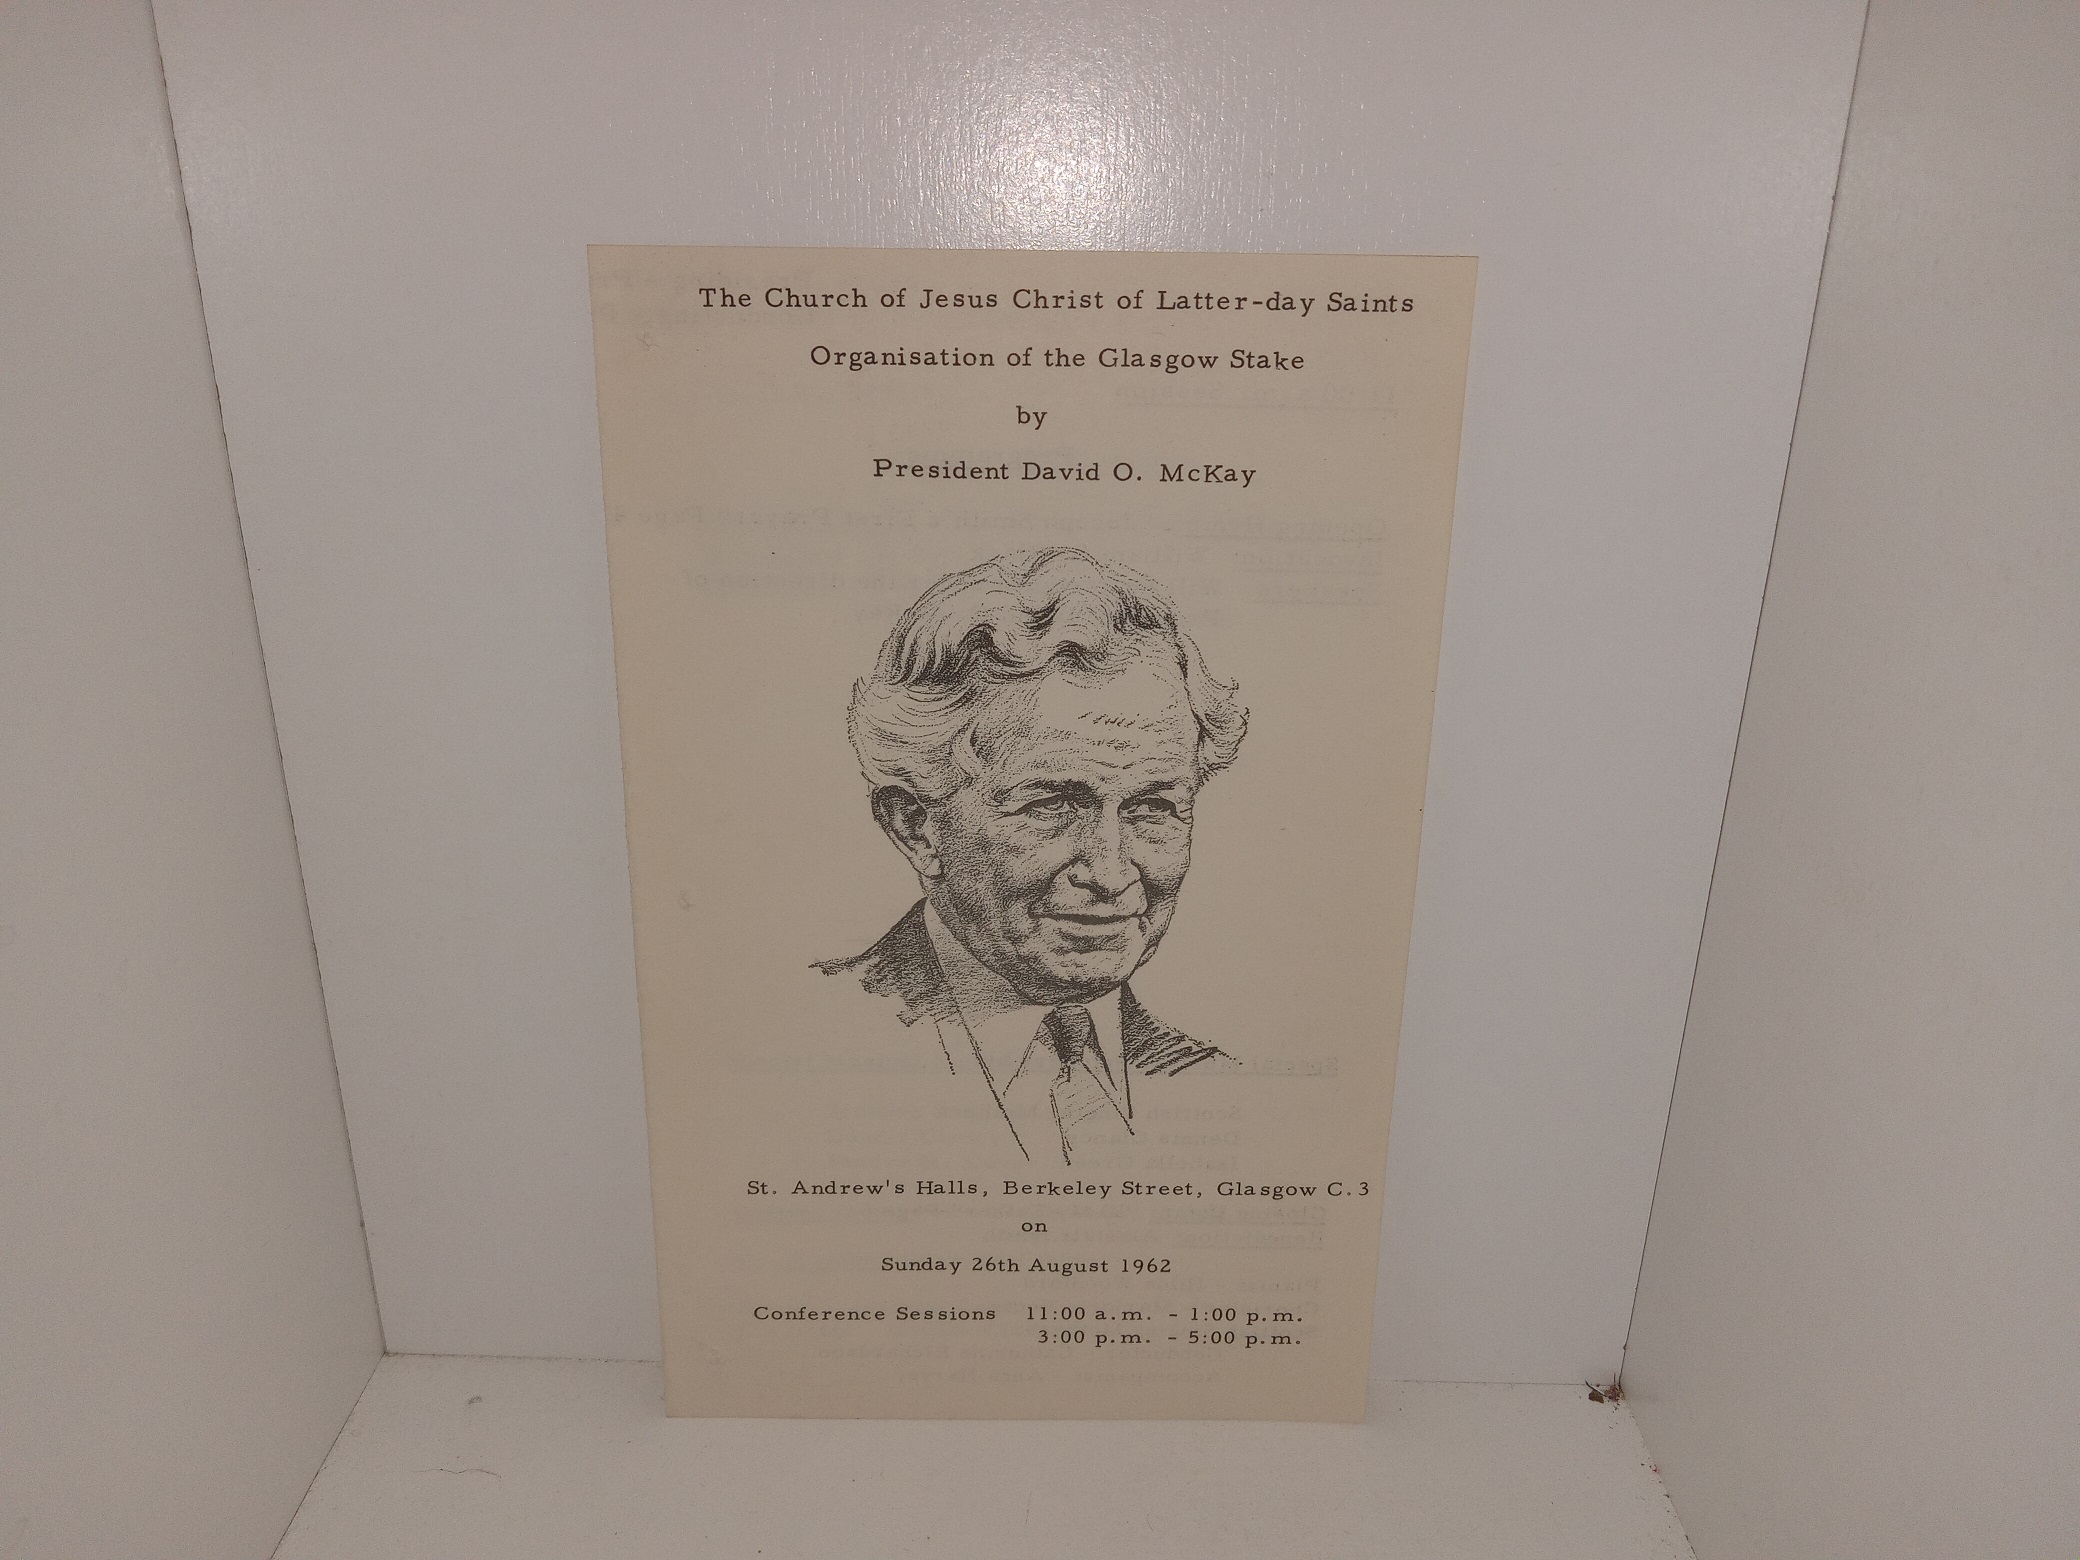 The Church of Jesus Christ of Latter-day Saints
Organisation of the Glasgow Stake
by
President David O. McKay
St. Andrew's Halls, Berkeley Street, Glasgow C.3
on
Sunday 26th August 1962
Conference Sessions 11:00 a.m. - 1:00 p.m.
3:00 p.m. - 5:00 p.m.